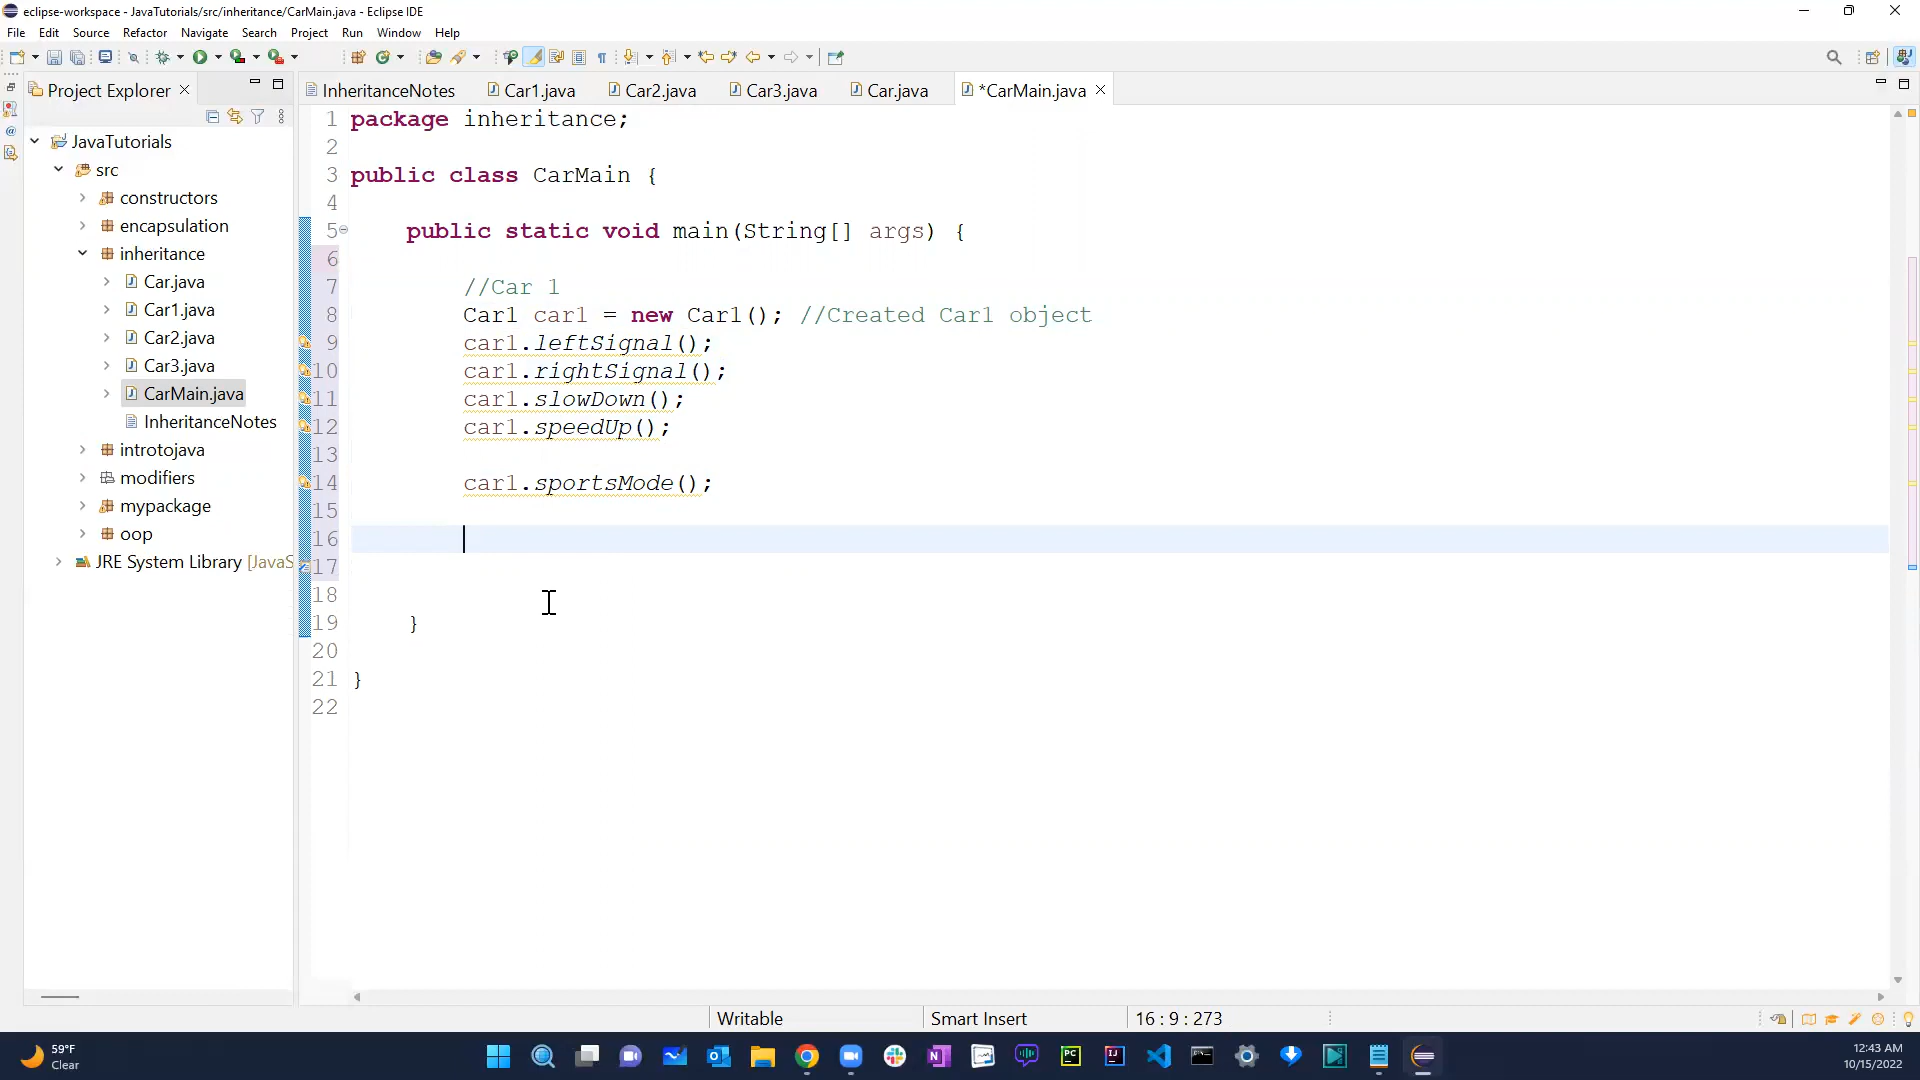 eclipse-workspace - JavaTutorials/src/inheritance/CarMain.java - Eclipse IDE
File Edit Source Refactor Navigate Search Project Run Window Help
Project Explorer
InheritanceNotes Car1.java Car2.java Car3.java Car.java *CarMain.java
JavaTutorials
src
constructors
encapsulation
inheritance
Car.java
Car1.java
Car2.java
Car3.java
CarMain.java
InheritanceNotes
introtojava
modifiers
mypackage
oop
JRE System Library [JavaS
1 package inheritance;
2
3 public class CarMain {
4
5 public static void main(String[] args) {
6
7 //Car 1
8 Car1 car1 = new Car1(); //Created Car1 object
9 car1.leftSignal();
10 car1.rightSignal();
11 car1.slowDown();
12 car1.speedUp();
13
14 car1.sportsMode();
15
16
17
18
19 }
20
21 }
22
Writable Smart Insert 16 : 9 : 273
59°F
Clear
12:43 AM
10/15/2022